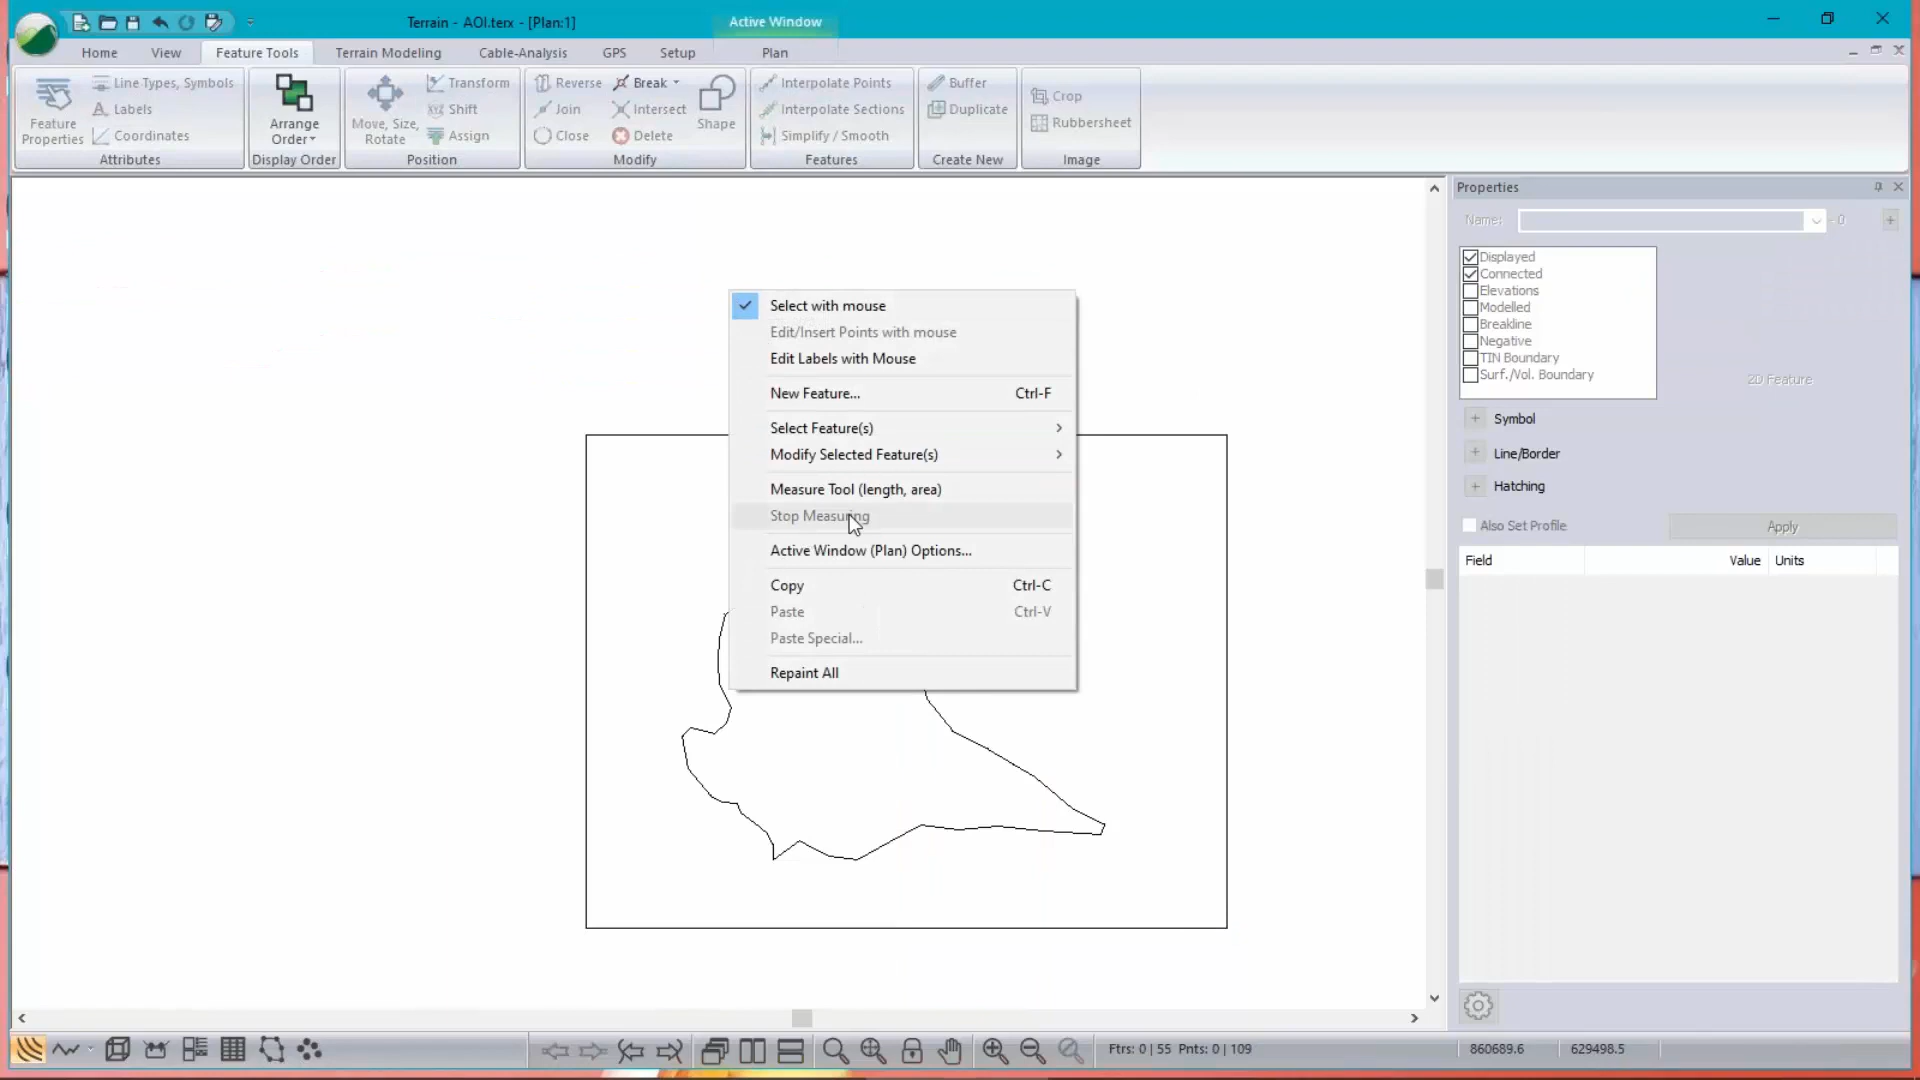 Terrain - AOI.terx - [Plan:1]
Active Window
Home View Feature Tools Terrain Modeling Cable-Analysis GPS Setup Plan
Feature Properties
Line Types, Symbols
Labels
Coordinates
Attributes
Arrange Order
Display Order
Move, Size, Rotate
Transform
Shift
Assign
Position
Reverse
Join
Close
Break
Intersect
Delete
Shape
Modify
Interpolate Points
Interpolate Sections
Simplify / Smooth
Features
Buffer
Duplicate
Create New
Crop
Rubbersheet
Image
Select with mouse
Edit/Insert Points with mouse
Edit Labels with Mouse
New Feature... Ctrl-F
Select Feature(s)
Modify Selected Feature(s)
Measure Tool (length, area)
Stop Measuring
Active Window (Plan) Options...
Copy Ctrl-C
Paste Ctrl-V
Paste Special...
Repaint All
Properties
Name: -0
Displayed
Connected
Elevations
Modelled
Breakline
Negative
TIN Boundary
Surf./Vol. Boundary
2D Feature
Symbol
Line/Border
Hatching
Also Set Profile Apply
Field Value Units
Ftrs: 0 | 55 Pnts: 0 | 109 860689.6 629498.5